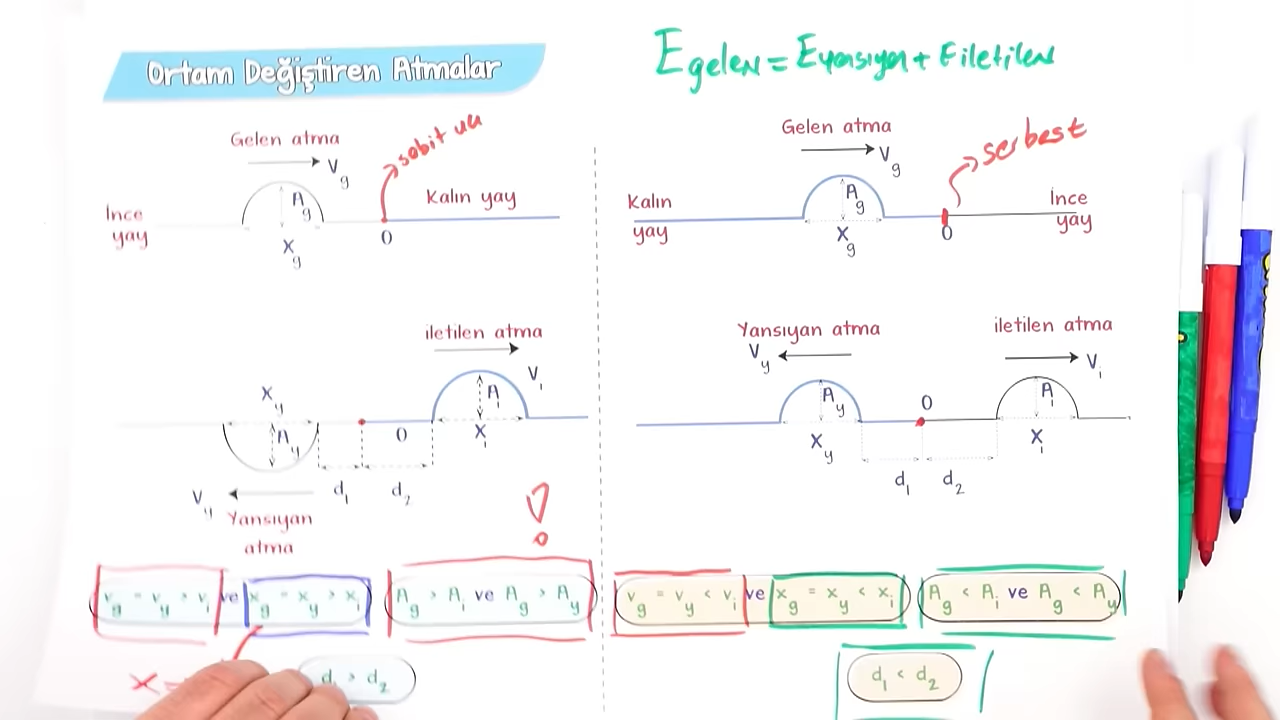 Ortam Değiştiren Atmalar
Egelen = Eyansıyan + Eiletilen
Gelen atma
Vg
sabit uc
Ag
Kalın yay
İnce
yay
Xg
0
iletilen atma
Vi
Xy
Ai
Ay
0
Xi
Vy
d1
d2
Yansıyan
atma
!
vg = vy > vi ve xg = xy > xi
Ag > Ai ve Ag > Ay
x =
d1 > d2
Gelen atma
Vg
serbest
Kalın
yay
Ag
İnce
yay
Xg
0
Yansıyan atma
iletilen atma
Vy
Vi
Ay
0
Ai
Xy
Xi
d1
d2
vg = vy < vi ve xg = xy < xi
Ag < Ai ve Ag < Ay
d1 < d2